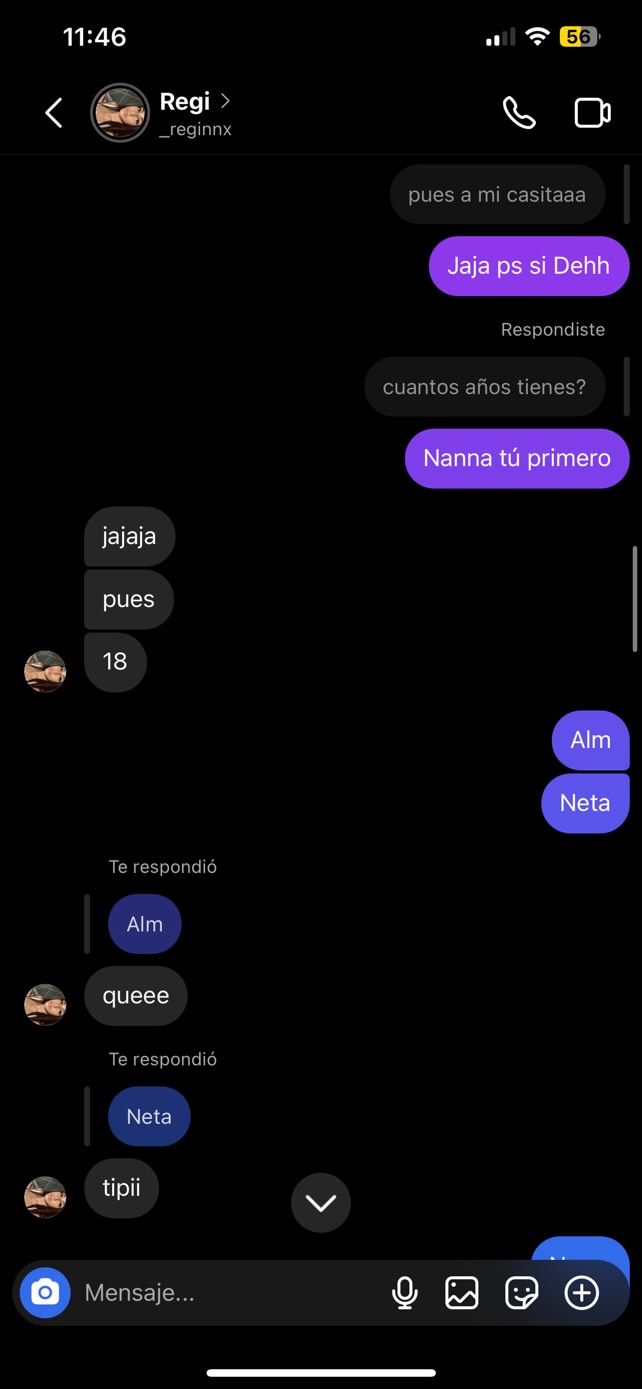 11:46
56
Regi
_reginnx
pues a mi casitaaa
Jaja ps si Dehh
Respondiste
cuantos años tienes?
Nanna tú primero
jajaja
pues
18
Alm
Neta
Te respondió
Alm
queee
Te respondió
Neta
tipii
Mensaje...